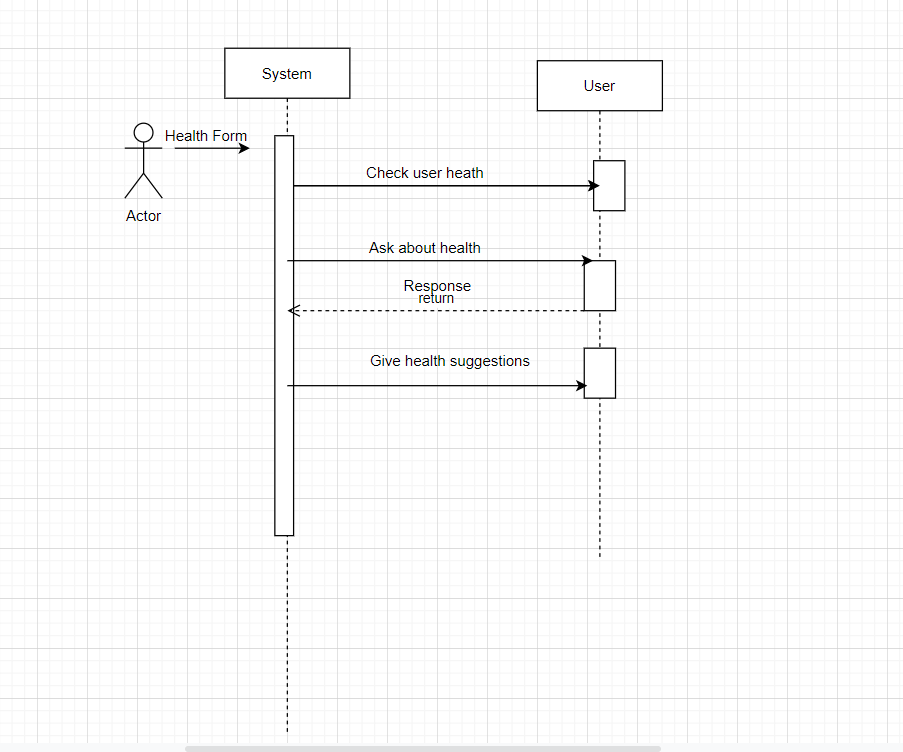 System
User
Health Form
Actor
Check user heath
Ask about health
Response
return
Give health suggestions